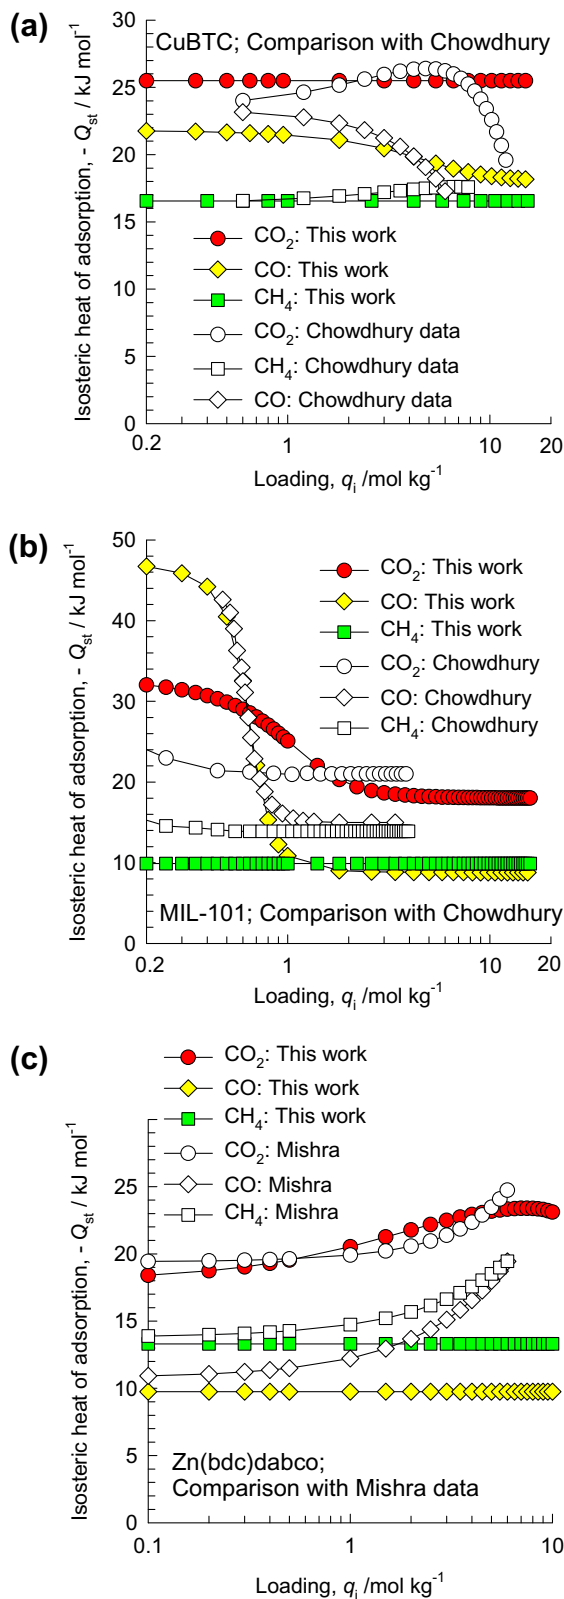 (a)
CuBTC; Comparison with Chowdhury
30
25
20
15
10
5
0
Isosteric heat of adsorption, - Qst / kJ mol-1
CO2: This work
CO: This work
CH4: This work
CO2: Chowdhury data
CH4: Chowdhury data
CO: Chowdhury data
0.2
1
10
20
Loading, qi /mol kg-1
(b)
50
40
30
20
10
0
Isosteric heat of adsorption, - Qst / kJ mol-1
CO2: This work
CO: This work
CH4: This work
CO2: Chowdhury
CO: Chowdhury
CH4: Chowdhury
MIL-101; Comparison with Chowdhury
0.2
1
10
20
Loading, qi /mol kg-1
(c)
CO2: This work
CO: This work
CH4: This work
CO2: Mishra
CO: Mishra
CH4: Mishra
25
20
15
10
5
0
Isosteric heat of adsorption, - Qst / kJ mol-1
Zn(bdc)dabco;
Comparison with Mishra data
0.1
1
10
Loading, qi /mol kg-1